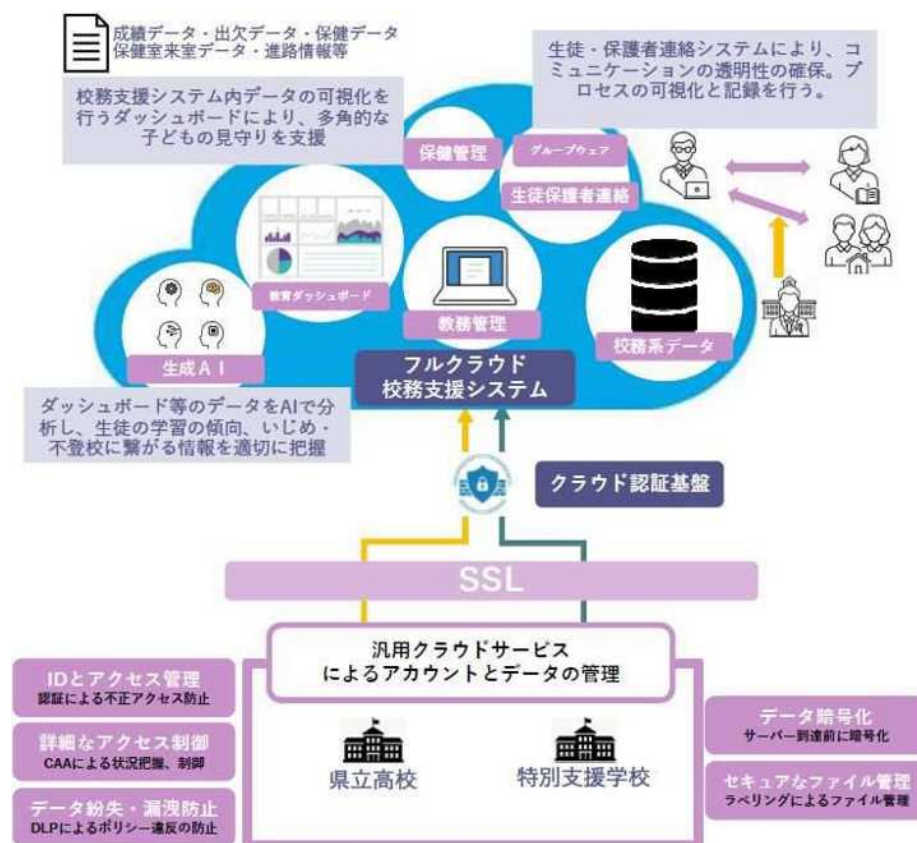 成績データ・出欠データ・保健データ
保健室来室データ・進路情報等
校務支援システム内データの可視化を
行うダッシュボードにより、多角的な
子どもの見守りを支援
生徒・保護者連絡システムにより、コ
ミュニケーションの透明性の確保。プ
ロセスの可視化と記録を行う。
保健管理
グループウェア
生徒保護者連絡
教育ダッシュボード
教務管理
校務系データ
生成AI
フルクラウド
校務支援システム
ダッシュボード等のデータをAIで分
析し、生徒の学習の傾向、いじめ・
不登校に繋がる情報を適切に把握
クラウド認証基盤
SSL
汎用クラウドサービス
によるアカウントとデータの管理
IDとアクセス管理
認証による不正アクセス防止
詳細なアクセス制御
CAAによる状況把握、制御
データ紛失・漏洩防止
DLPによるポリシー違反の防止
県立高校
特別支援学校
データ暗号化
サーバー到達前に暗号化
セキュアなファイル管理
ラベリングによるファイル管理